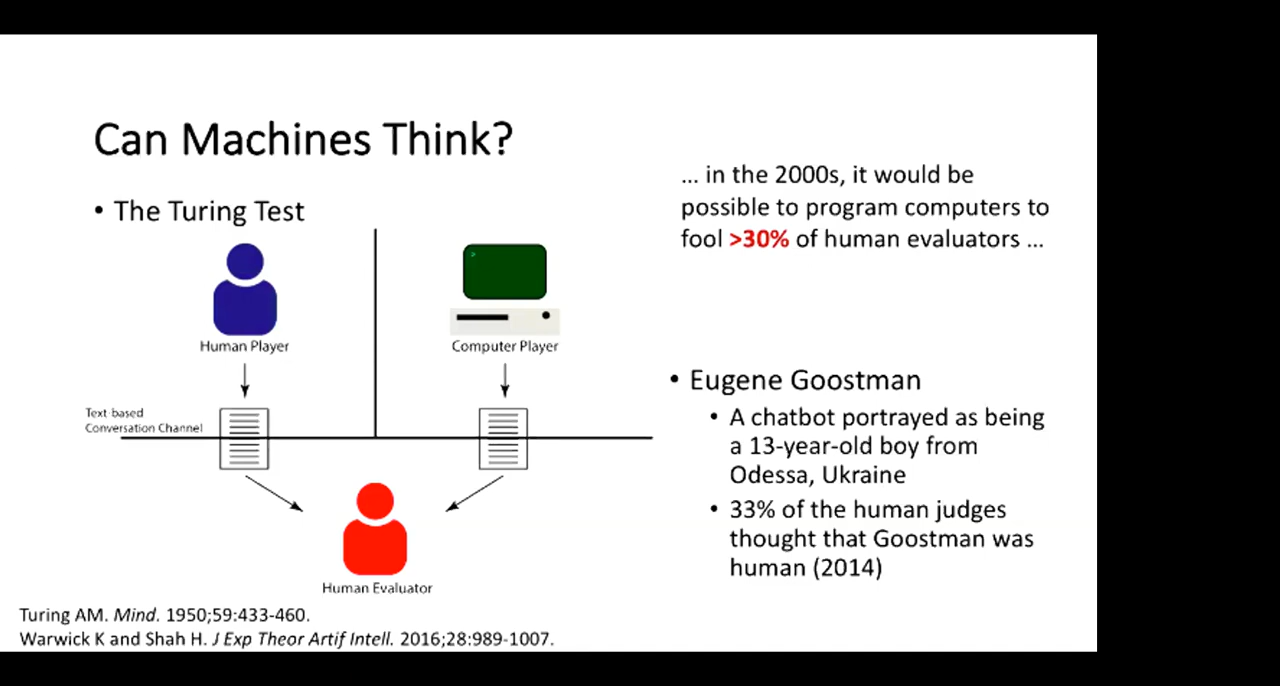 Can Machines Think?
• The Turing Test
Human Player
Computer Player
>
Text-based
Conversation Channel
Human Evaluator
... in the 2000s, it would be
possible to program computers to
fool >30% of human evaluators ...
• Eugene Goostman
• A chatbot portrayed as being
a 13-year-old boy from
Odessa, Ukraine
• 33% of the human judges
thought that Goostman was
human (2014)
Turing AM. Mind. 1950;59:433-460.
Warwick K and Shah H. J Exp Theor Artif Intell. 2016;28:989-1007.